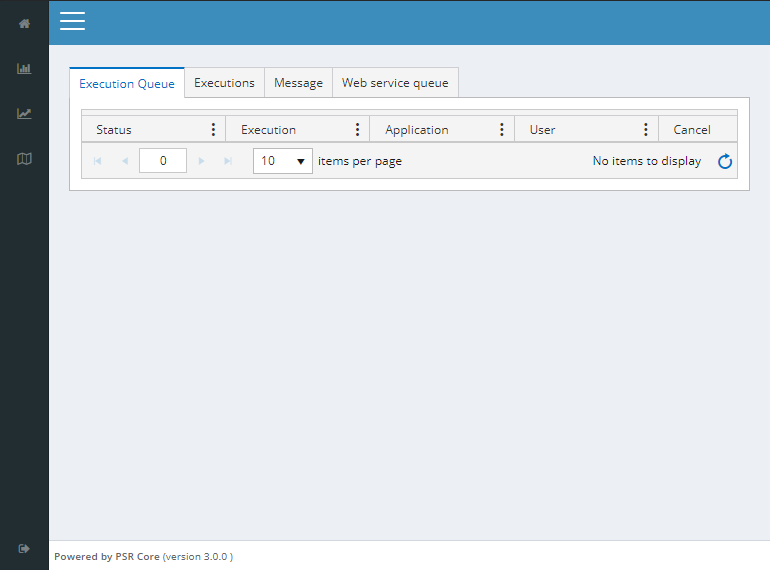 Execution Queue Executions Message Web service queue
Status Execution Application User Cancel
0 10 items per page No items to display
Powered by PSR Core (version 3.0.0 )